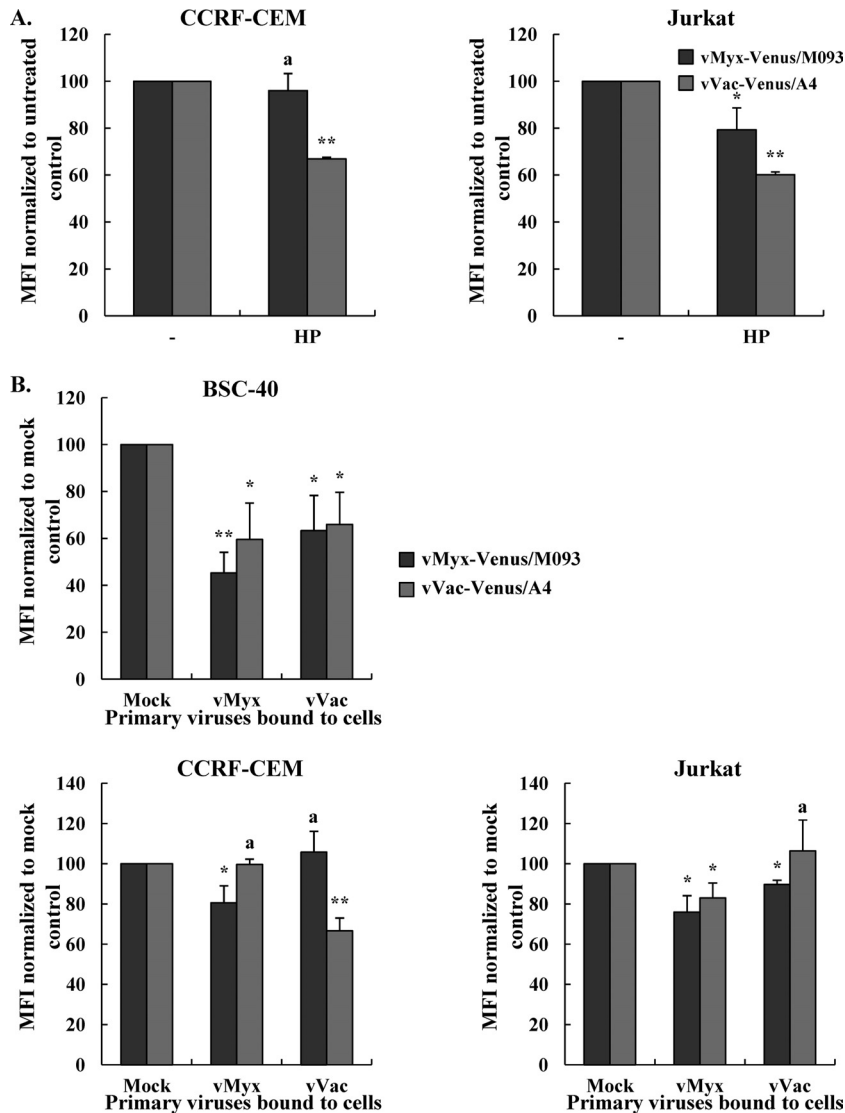 A.
CCRF-CEM
MFI normalized to untreated
control
120
100
80
60
40
20
0
a
**
-
HP
Jurkat
MFI normalized to untreated
control
120
100
80
60
40
20
0
vMyx-Venus/M093
vVac-Venus/A4
*
**
-
HP
B.
BSC-40
MFI normalized to mock
control
120
100
80
60
40
20
0
**
*
*
*
Mock vMyx vVac
Primary viruses bound to cells
vMyx-Venus/M093
vVac-Venus/A4
CCRF-CEM
MFI normalized to mock
control
140
120
100
80
60
40
20
0
*
a
a
**
Mock vMyx vVac
Primary viruses bound to cells
Jurkat
MFI normalized to mock
control
140
120
100
80
60
40
20
0
*
*
*
a
Mock vMyx vVac
Primary viruses bound to cells